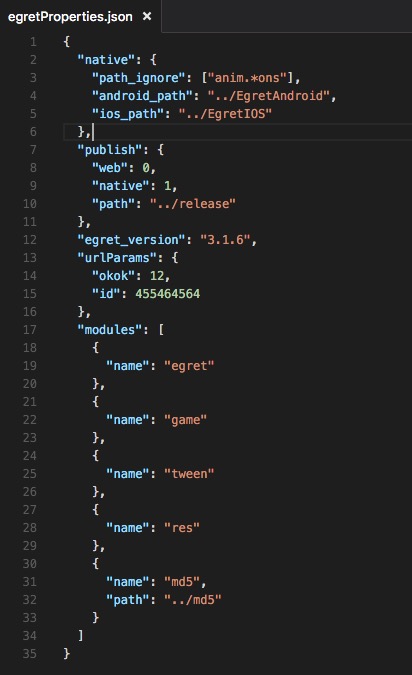 egretProperties.json ×
1 {
2 "native": {
3 "path_ignore": ["anim.*ons"],
4 "android_path": "../EgretAndroid",
5 "ios_path": "../EgretIOS"
6 },
7 "publish": {
8 "web": 0,
9 "native": 1,
10 "path": "../release"
11 },
12 "egret_version": "3.1.6",
13 "urlParams": {
14 "okok": 12,
15 "id": 455464564
16 },
17 "modules": [
18 {
19 "name": "egret"
20 },
21 {
22 "name": "game"
23 },
24 {
25 "name": "tween"
26 },
27 {
28 "name": "res"
29 },
30 {
31 "name": "md5",
32 "path": "../md5"
33 }
34 ]
35 }